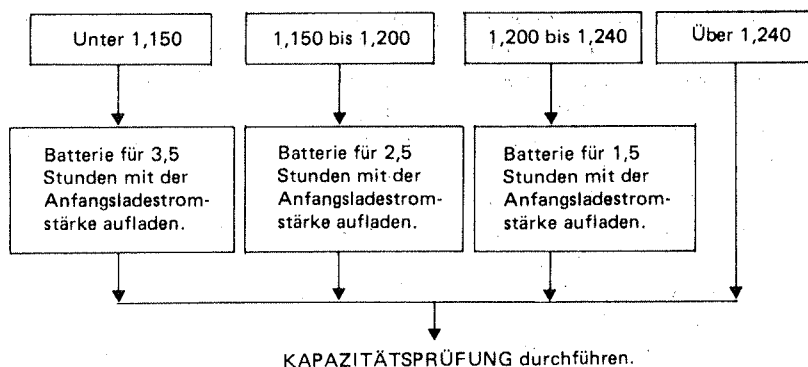 Unter 1,150
1,150 bis 1,200
1,200 bis 1,240
Über 1,240
Batterie für 3,5
Stunden mit der
Anfangsladestrom-
stärke aufladen.
Batterie für 2,5
Stunden mit der
Anfangsladestrom-
stärke aufladen.
Batterie für 1,5
Stunden mit der
Anfangsladestrom-
stärke aufladen.
KAPAZITÄTSPRÜFUNG durchführen.